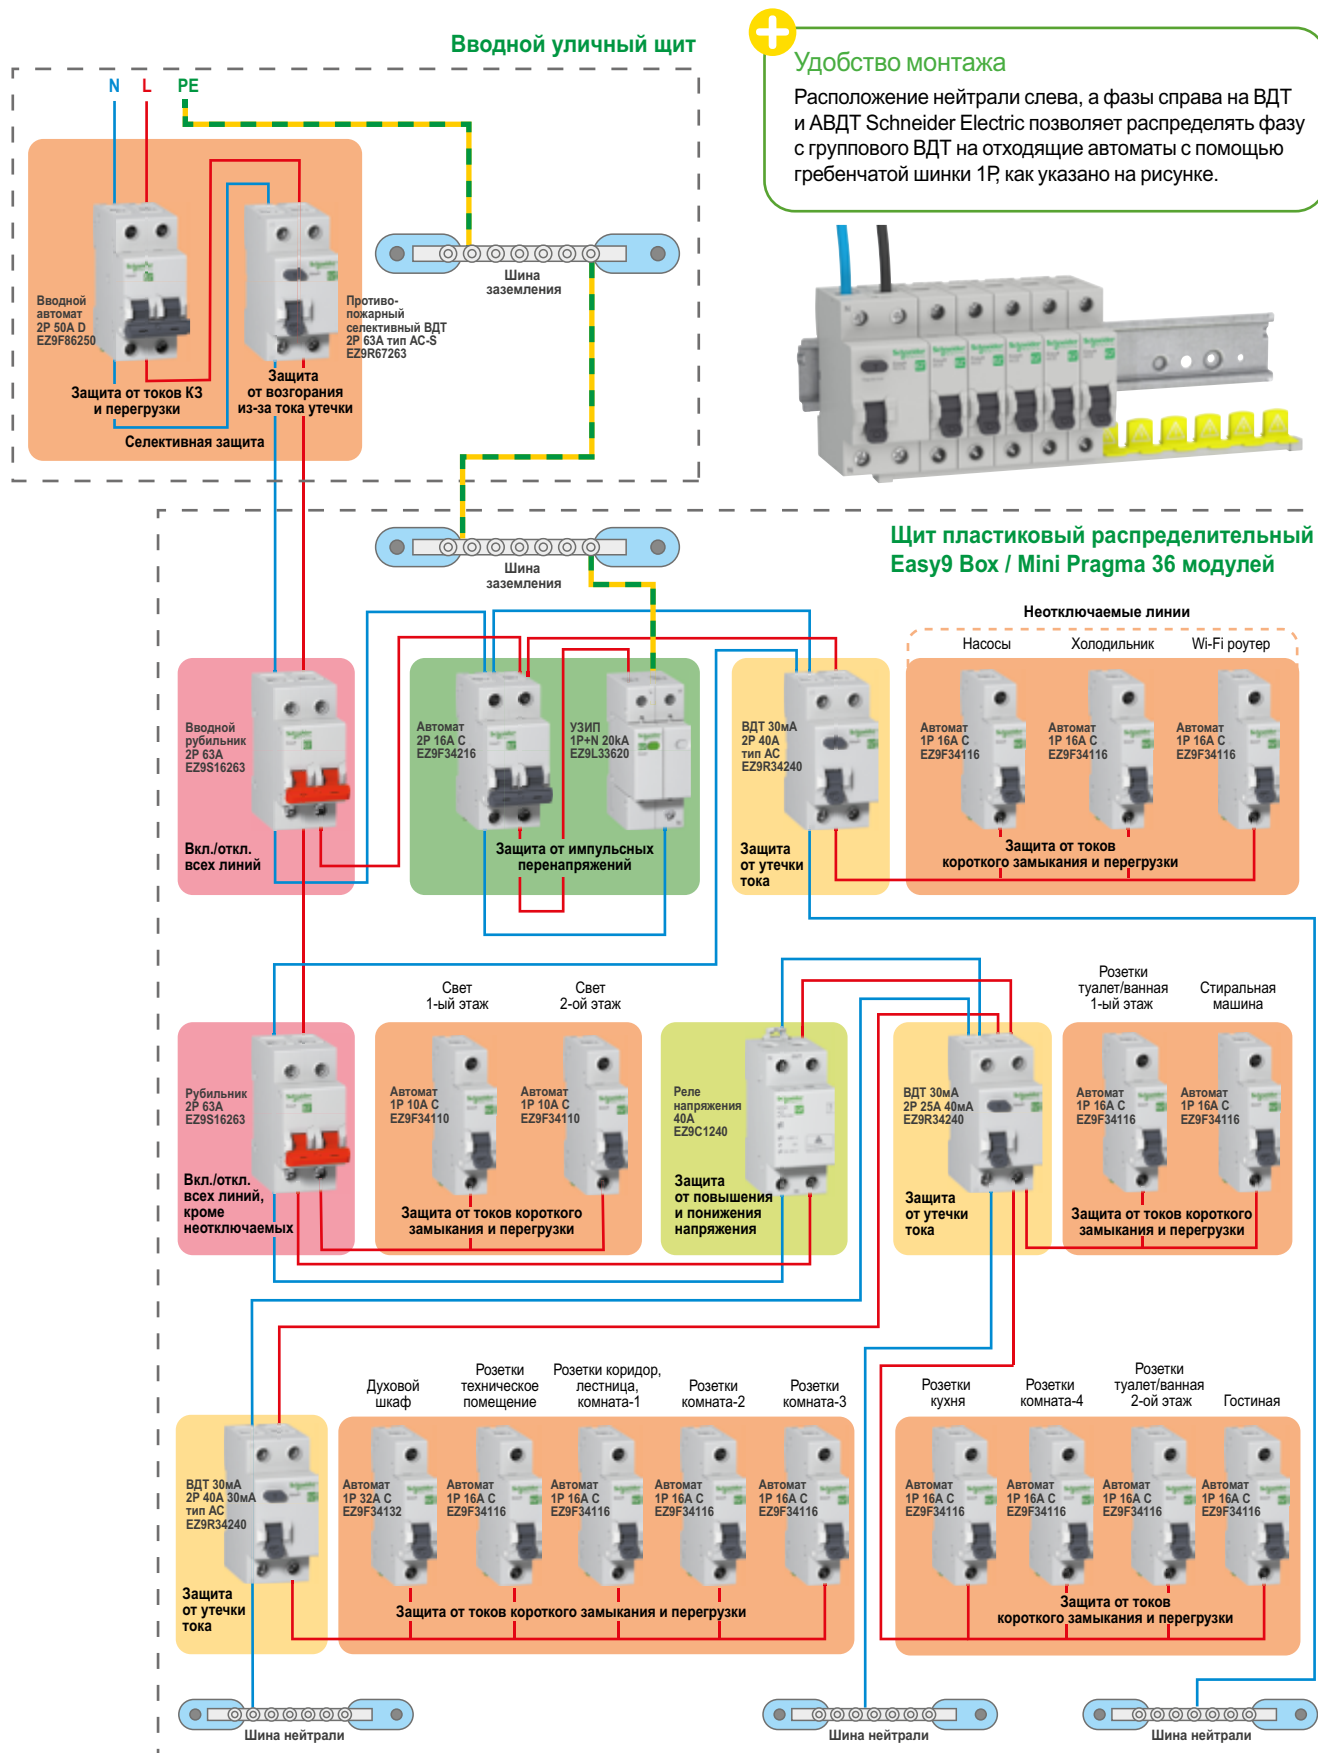 Вводной уличный щит
N L PE
Вводной
автомат
2P 50A D
EZ9F86250
Противо-
пожарный
селективный ВДТ
2P 63A тип AC-S
EZ9R67263
Защита от токов КЗ
и перегрузки
Защита
от возгорания
из-за тока утечки
Селективная защита
Шина
заземления
Удобство монтажа
Расположение нейтрали слева, а фазы справа на ВДТ
и АВДТ Schneider Electric позволяет распределять фазу
с группового ВДТ на отходящие автоматы с помощью
гребенчатой шинки 1P, как указано на рисунке.
Щит пластиковый распределительный
Easy9 Box / Mini Pragma 36 модулей
Шина
заземления
Неотключаемые линии
Насосы
Холодильник
Wi-Fi роутер
Вводной
рубильник
2P 63A
EZ9S16263
Вкл./откл.
всех линий
Автомат
2P 16A C
EZ9F34216
УЗИП
1P+N 20kA
EZ9L33620
Защита от импульсных
перенапряжений
ВДТ 30мА
2P 40A
тип AC
EZ9R34240
Защита
от утечки
тока
Автомат
1P 16A C
EZ9F34116
Автомат
1P 16A C
EZ9F34116
Автомат
1P 16A C
EZ9F34116
Защита от токов
короткого замыкания и перегрузки
Свет
1-ый этаж
Свет
2-ой этаж
Розетки
туалет/ванная
1-ый этаж
Стиральная
машина
Рубильник
2P 63A
EZ9S16263
Вкл./откл.
всех линий,
кроме
неотключаемых
Автомат
1P 10A C
EZ9F34110
Автомат
1P 10A C
EZ9F34110
Защита от токов короткого
замыкания и перегрузки
Реле
напряжения
40A
EZ9C1240
Защита
от повышения
и понижения
напряжения
ВДТ 30мА
2P 25A 40мА
EZ9R34240
Защита
от утечки
тока
Автомат
1P 16A C
EZ9F34116
Автомат
1P 16A C
EZ9F34116
Защита от токов короткого
замыкания и перегрузки
Духовой
шкаф
Розетки
техническое
помещение
Розетки коридор,
лестница,
комната-1
Розетки
комната-2
Розетки
комната-3
Розетки
кухня
Розетки
комната-4
Розетки
туалет/ванная
2-ой этаж
Гостиная
ВДТ 30мА
2P 40A 30мА
тип AC
EZ9R34240
Защита
от утечки
тока
Автомат
1P 32A C
EZ9F34132
Автомат
1P 16A C
EZ9F34116
Автомат
1P 16A C
EZ9F34116
Автомат
1P 16A C
EZ9F34116
Автомат
1P 16A C
EZ9F34116
Защита от токов короткого замыкания и перегрузки
Автомат
1P 16A C
EZ9F34116
Автомат
1P 16A C
EZ9F34116
Автомат
1P 16A C
EZ9F34116
Автомат
1P 16A C
EZ9F34116
Защита от токов
короткого замыкания и перегрузки
Шина нейтрали
Шина нейтрали
Шина нейтрали